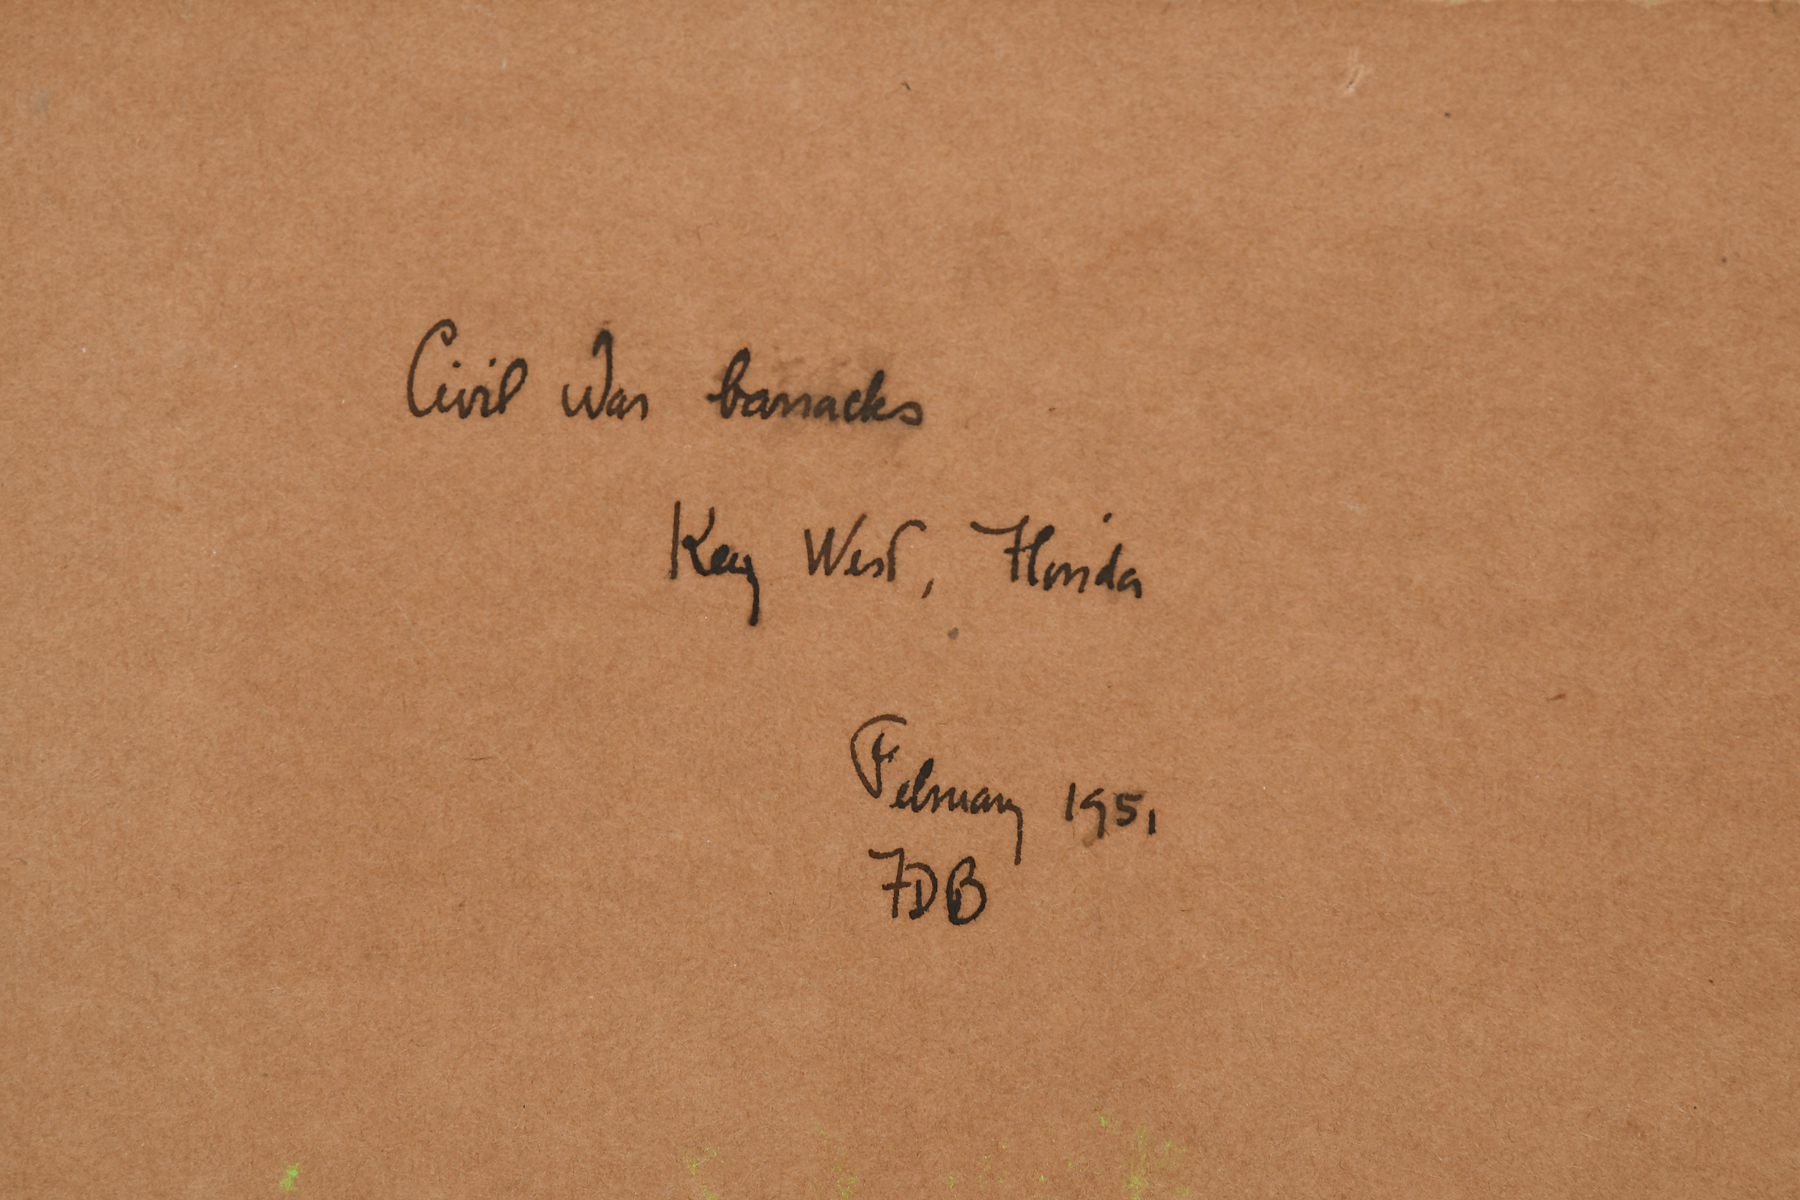 Civil War barracks
Key West, Florida
February 1951
FDB